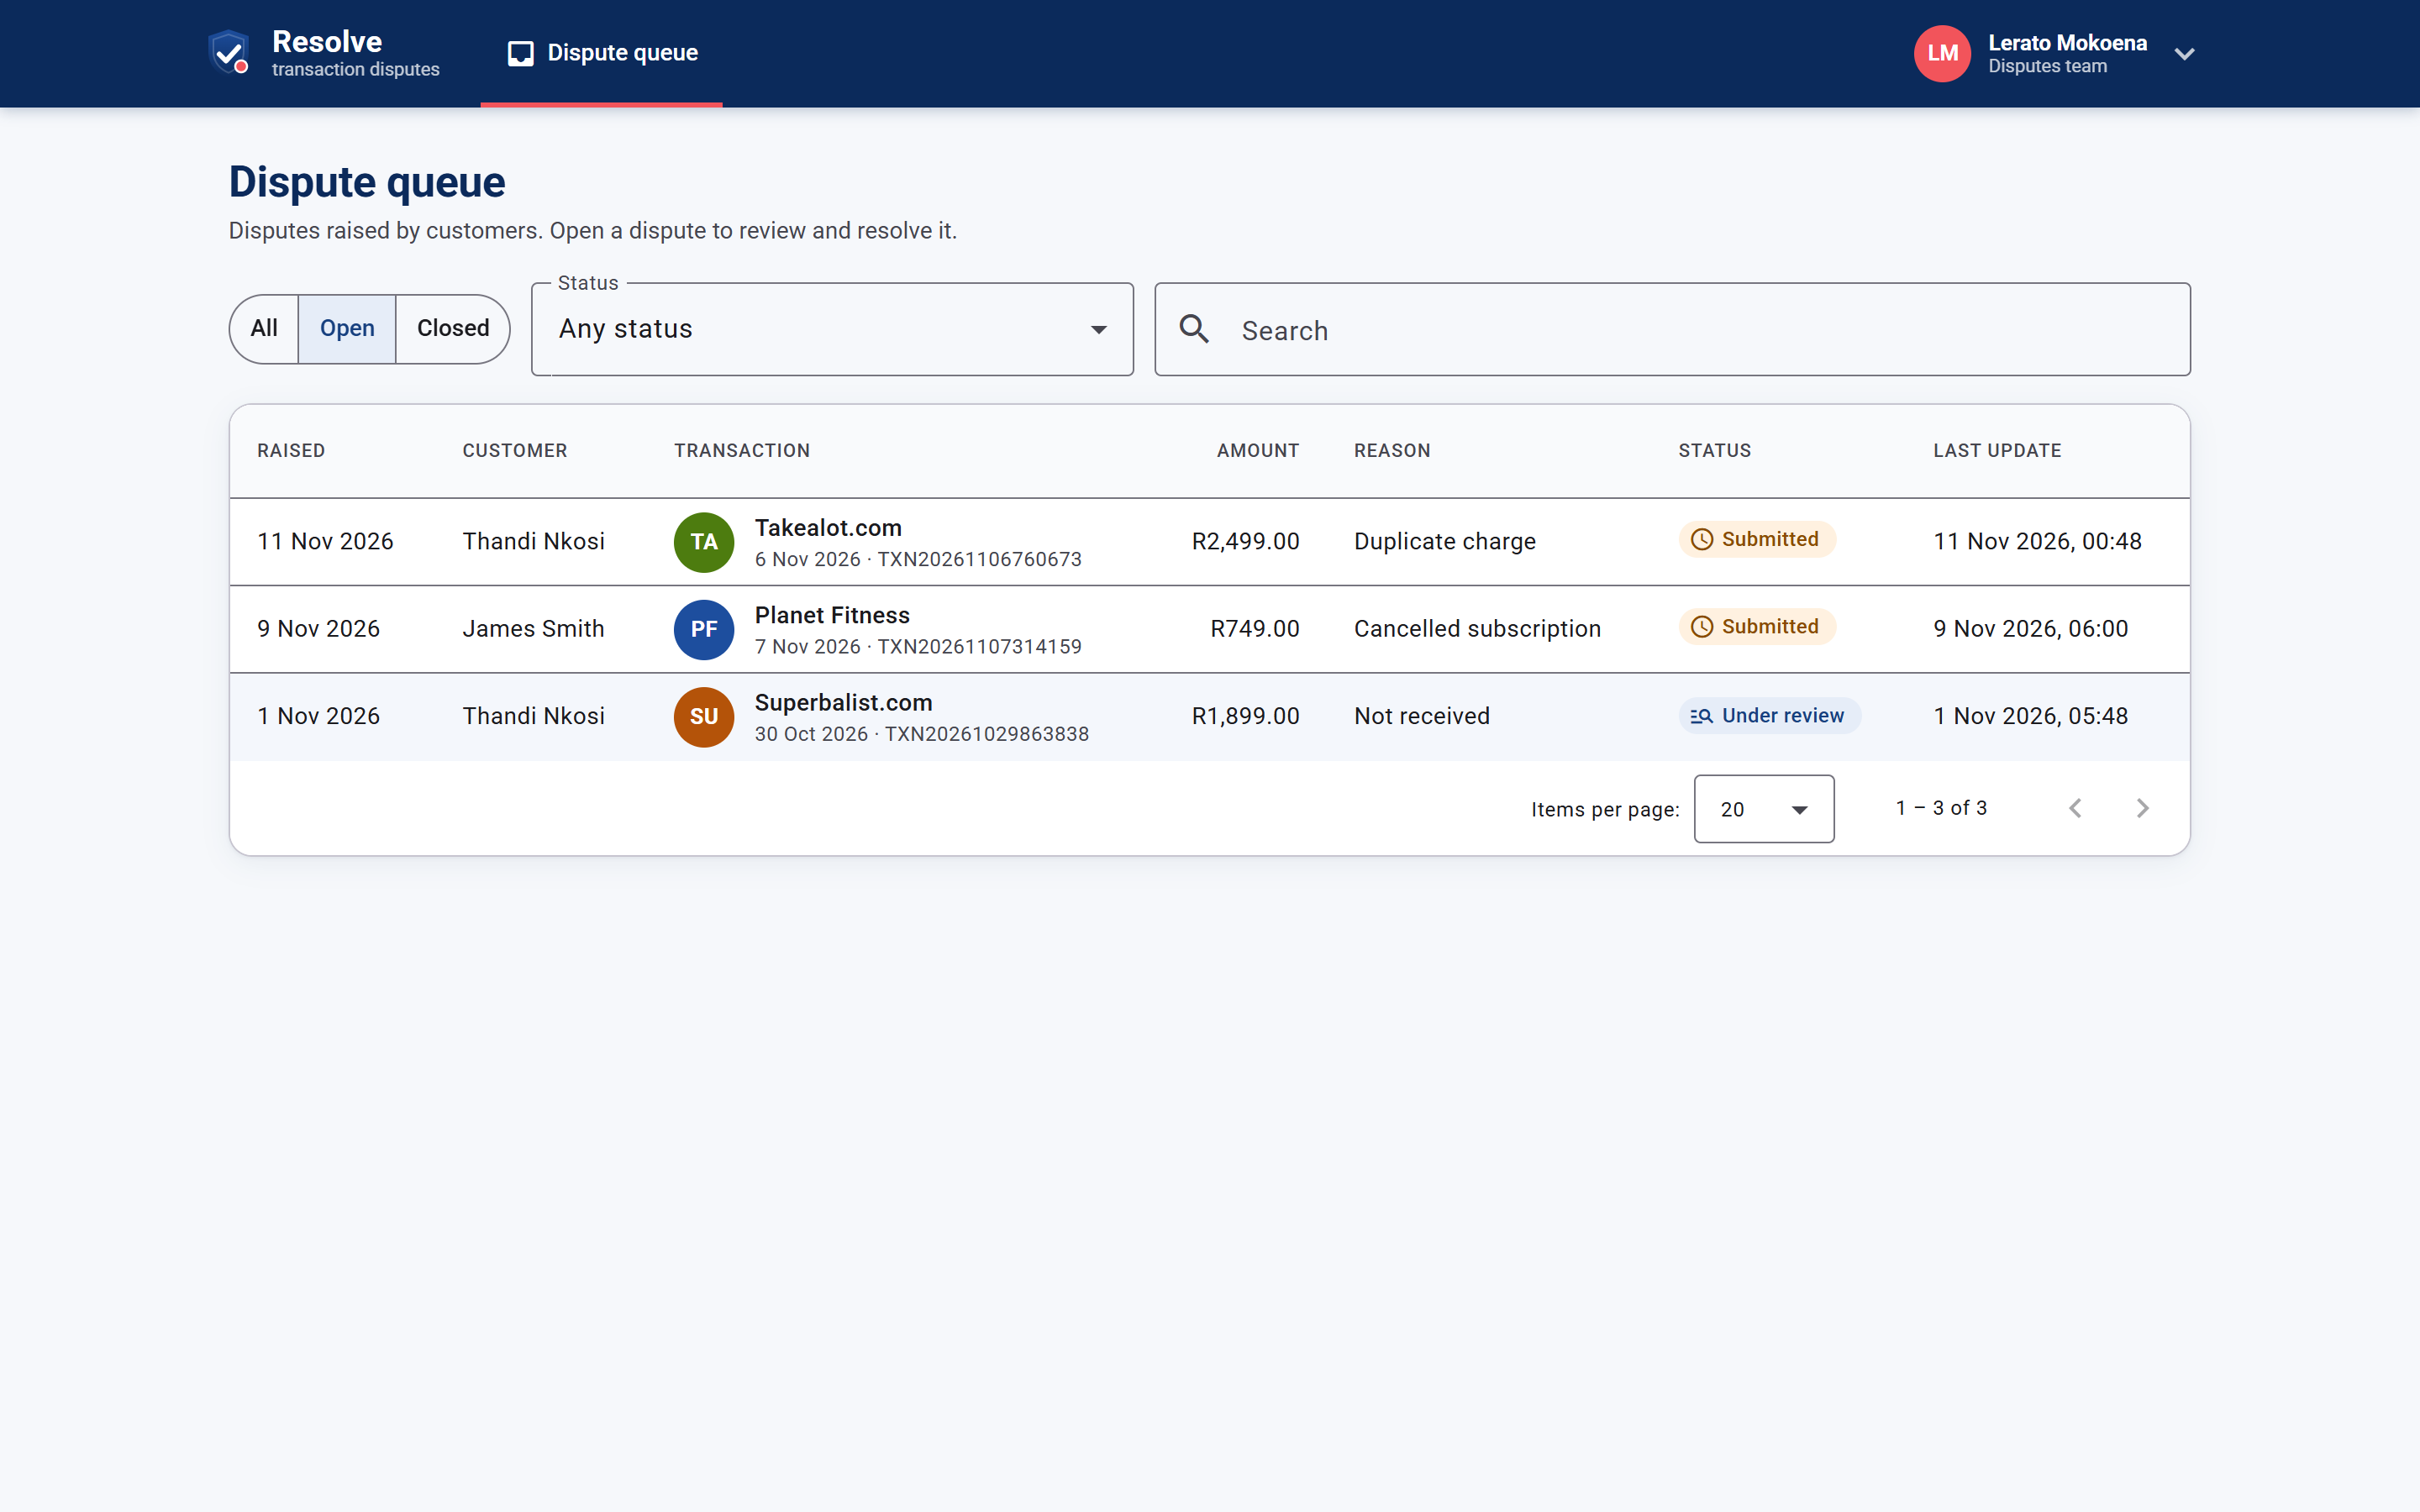 Resolve
transaction disputes
Dispute queue
LM
Lerato Mokoena
Disputes team
Dispute queue
Disputes raised by customers. Open a dispute to review and resolve it.
All
Open
Closed
Status
Any status
Search
RAISED CUSTOMER TRANSACTION AMOUNT REASON STATUS LAST UPDATE
11 Nov 2026 Thandi Nkosi TA Takealot.com R2,499.00 Duplicate charge Submitted 11 Nov 2026, 00:48
6 Nov 2026 · TXN20261106760673
9 Nov 2026 James Smith PF Planet Fitness R749.00 Cancelled subscription Submitted 9 Nov 2026, 06:00
7 Nov 2026 · TXN20261107314159
1 Nov 2026 Thandi Nkosi SU Superbalist.com R1,899.00 Not received Under review 1 Nov 2026, 05:48
30 Oct 2026 · TXN20261029863838
Items per page: 20 1 – 3 of 3